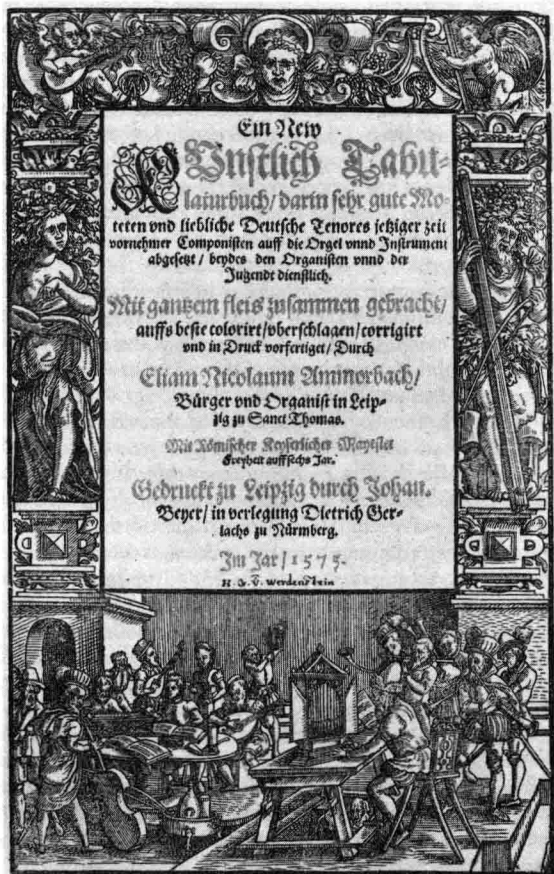 Ein New
Künstlich Tabu-
laturbuch/ darin sehr gute Mo-
teten vnd liebliche Deutsche Tenores jetziger zeit
vornehmer Componisten auff die Orgel vnnd Instrument
abgesetzt/ beydes den Organisten vnnd der
Jugendt dienstlich.
Mit gantzem fleis zusammen gebracht/
auffs beste colorirt/ vberschlagen/ corrigirt
vnd in Druck vorfertiget/ Durch
Eliam Nicolaum Ammorbach/
Bürger vnd Organist in Leip-
zig zu Sanct Thomas.
Mit Römischer Keyserlicher Mayestet
Freyheit auff sechs Jar.
Gedruckt zu Leipzig durch Johan.
Beyer/ in verlegung Dietrich Ger-
lachs zu Nürmberg.
Im Jar/ 1575.
Werdenstein